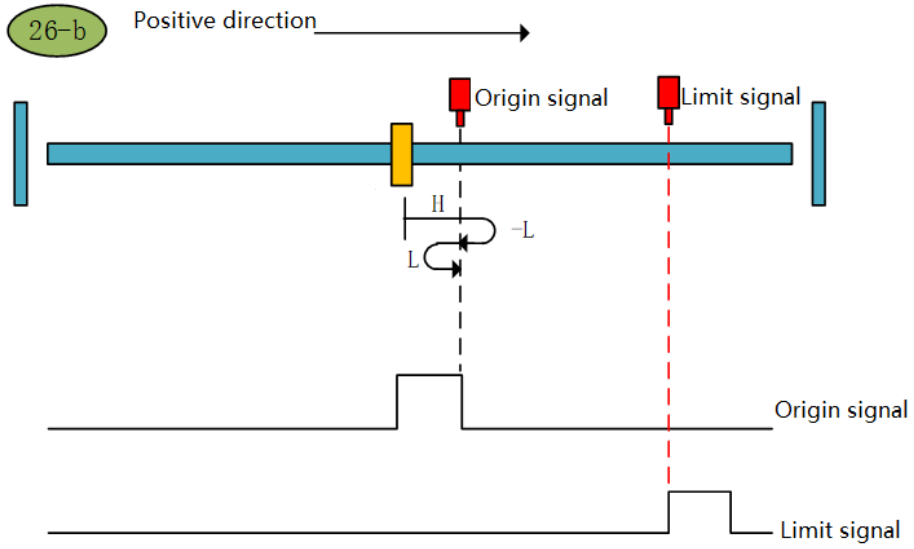 26-b
Positive direction
Origin signal
Limit signal
H
-L
L
Origin signal
Limit signal